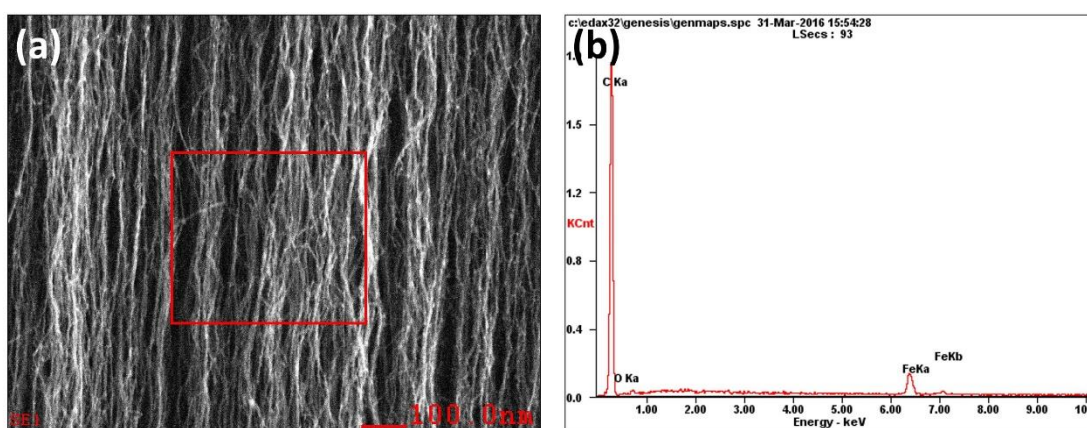 (a)
SE1
100.0nm
(b)
c:\edax32\genesis\genmaps.spc 31-Mar-2016 15:54:28
LSecs : 93
C Ka
1.5
1.2
KCnt
0.8
0.4
0.0
O Ka
FeKa
FeKb
1.00 2.00 3.00 4.00 5.00 6.00 7.00 8.00 9.00
Energy - keV